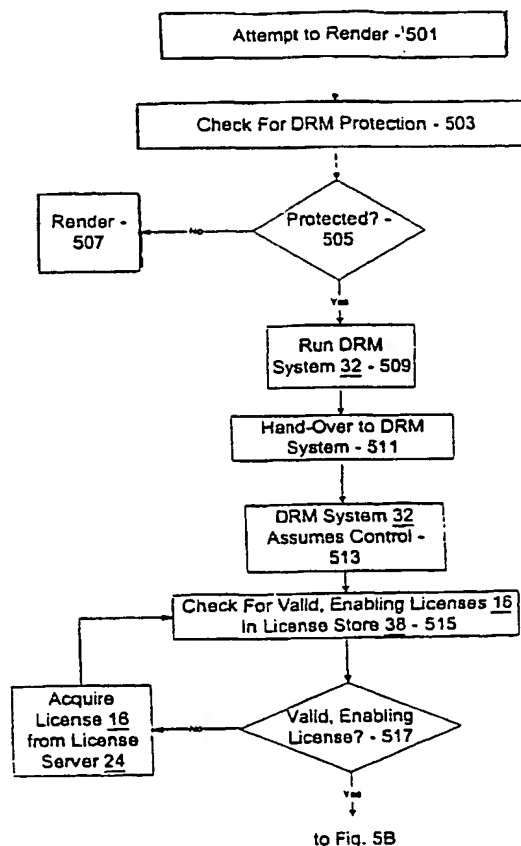 Attempt to Render - 501
Check For DRM Protection - 503
Render -
507
No
Protected? -
505
Yes
Run DRM
System 32 - 509
Hand-Over to DRM
System - 511
DRM System 32
Assumes Control -
513
Check For Valid, Enabling Licenses 16
In License Store 38 - 515
Acquire
License 16
from License
Server 24
No
Valid, Enabling
License? - 517
Yes
to Fig. 5B